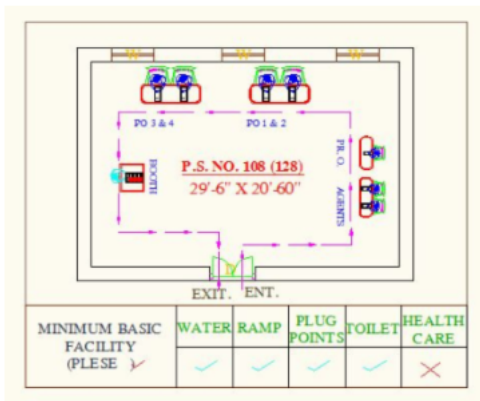 W W W
PO 3 & 4 PO 1 & 2
BOOTH
P.S. NO. 108 (128)
29'-6" X 20'-60"
PR. O.
AGENTS
D
EXIT. ENT.
MINIMUM BASIC
FACILITY
(PLESE ✓)
WATER RAMP PLUG POINTS TOILET HEALTH CARE
✓ ✓ ✓ ✓ ✗